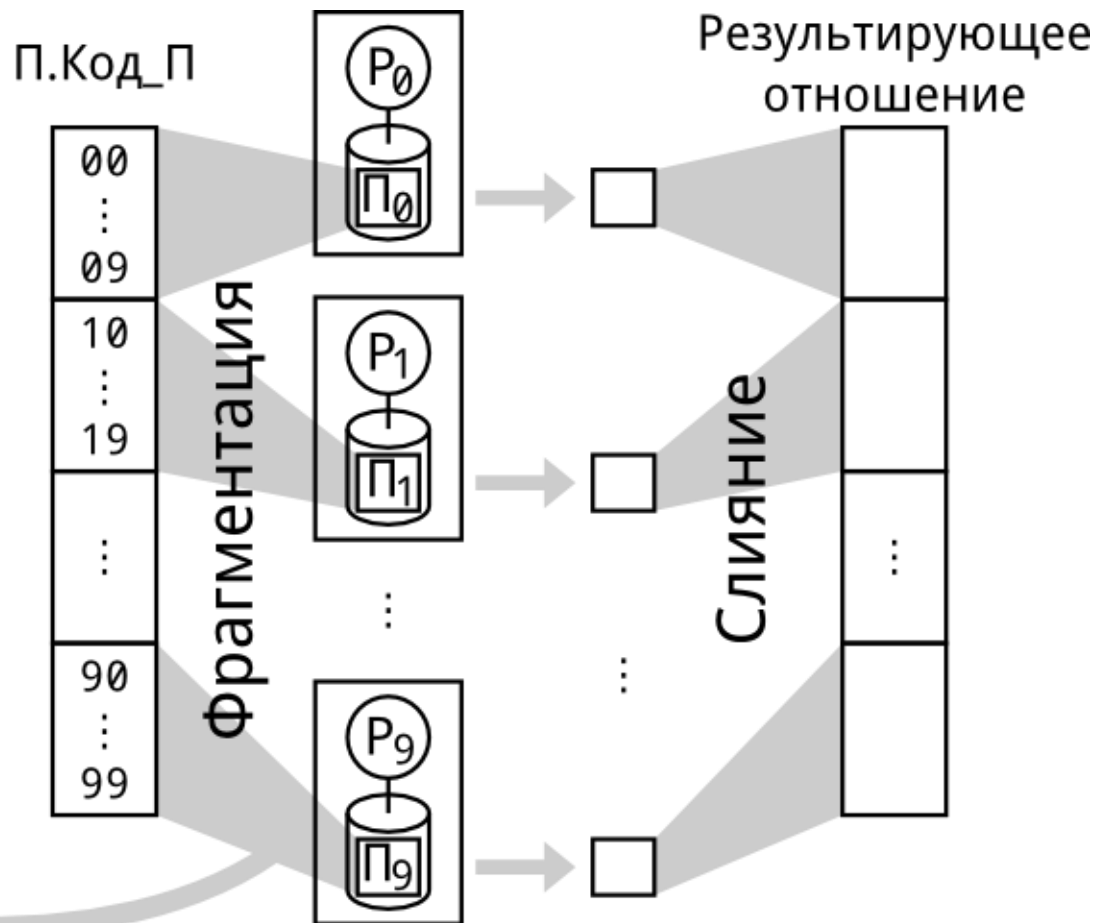 П.Код_П
00
⋮
09
10
⋮
19
⋮
90
⋮
99
Фрагментация
P0
П0
P1
П1
⋮
P9
П9
⋮
Слияние
Результирующее
отношение
⋮